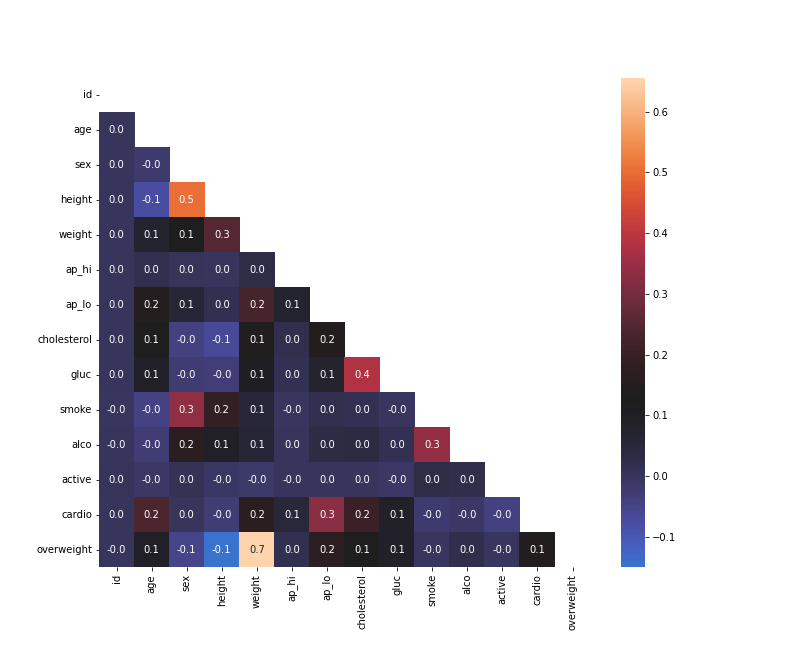 id
age 0.0
sex 0.0 -0.0
height 0.0 -0.1 0.5
weight 0.0 0.1 0.1 0.3
ap_hi 0.0 0.0 0.0 0.0 0.0
ap_lo 0.0 0.2 0.1 0.0 0.2 0.1
cholesterol 0.0 0.1 -0.0 -0.1 0.1 0.0 0.2
gluc 0.0 0.1 -0.0 -0.0 0.1 0.0 0.1 0.4
smoke -0.0 -0.0 0.3 0.2 0.1 -0.0 0.0 0.0 -0.0
alco -0.0 -0.0 0.2 0.1 0.1 0.0 0.0 0.0 0.0 0.3
active 0.0 -0.0 0.0 -0.0 -0.0 -0.0 0.0 0.0 -0.0 0.0 0.0
cardio 0.0 0.2 0.0 -0.0 0.2 0.1 0.3 0.2 0.1 -0.0 -0.0 -0.0
overweight -0.0 0.1 -0.1 -0.1 0.7 0.0 0.2 0.1 0.1 -0.0 0.0 -0.0 0.1
id age sex height weight ap_hi ap_lo cholesterol gluc smoke alco active cardio overweight
0.6
0.5
0.4
0.3
0.2
0.1
0.0
−0.1